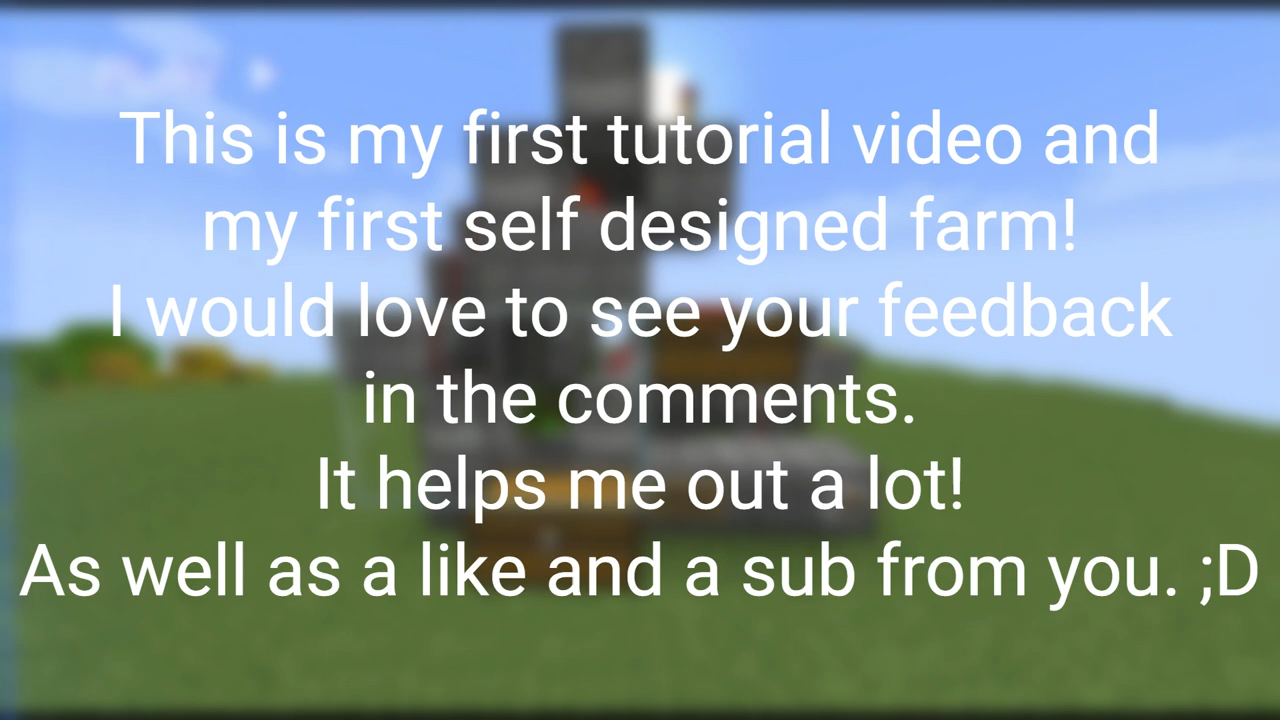 This is my first tutorial video and
my first self designed farm!
I would love to see your feedback
in the comments.
It helps me out a lot!
As well as a like and a sub from you. ;D